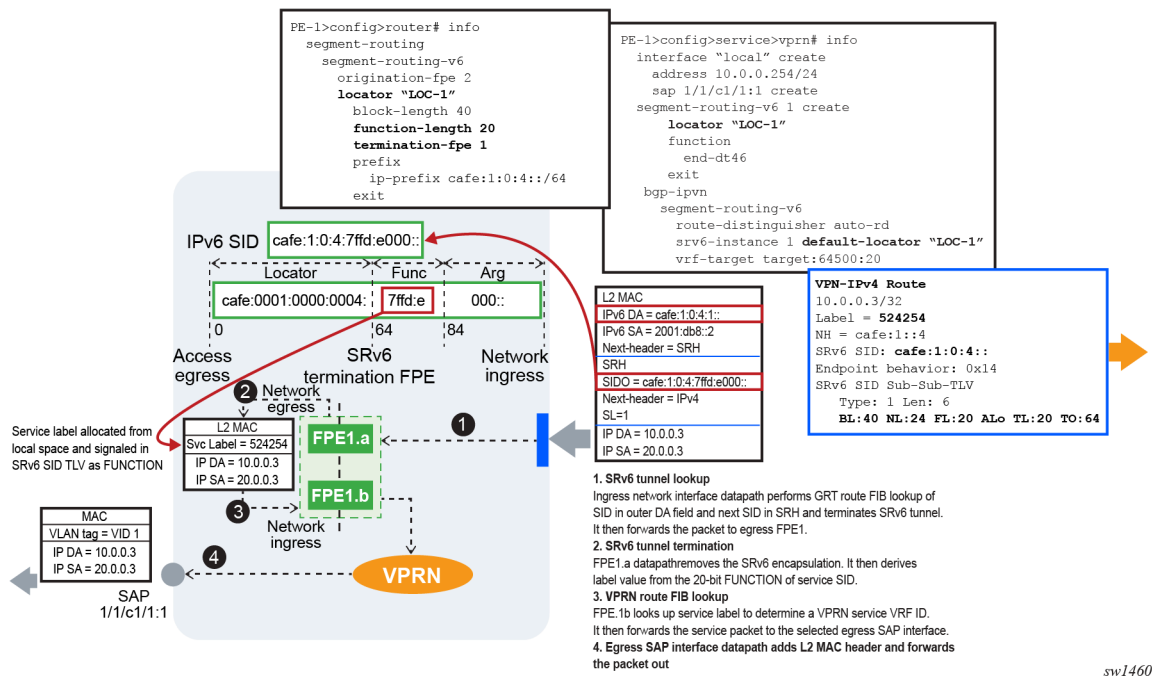 PE-1>config>router# info
segment-routing
segment-routing-v6
origination-fpe 2
locator “LOC-1”
block-length 40
function-length 20
termination-fpe 1
prefix
ip-prefix cafe:1:0:4::/64
exit
PE-1>config>service>vprn# info
interface “local” create
address 10.0.0.254/24
sap 1/1/c1/1:1 create
segment-routing-v6 1 create
locator “LOC-1”
function
end-dt46
exit
bgp-ipvn
segment-routing-v6
route-distinguisher auto-rd
srv6-instance 1 default-locator “LOC-1”
vrf-target target:64500:20
IPv6 SID
cafe:1:0:4:7ffd:e000::
Locator
Func
Arg
cafe:0001:0000:0004:
7ffd:e
000::
0
64
84
Access
egress
SRv6
termination FPE
Network
ingress
L2 MAC
IPv6 DA = cafe:1:0:4:1::
IPv6 SA = 2001:db8::2
Next-header = SRH
SRH
SIDO = cafe:1:0:4:7ffd:e000::
Next-header = IPv4
SL=1
IP DA = 10.0.0.3
IP SA = 20.0.0.3
VPN-IPv4 Route
10.0.0.3/32
Label = 524254
NH = cafe:1::4
SRv6 SID: cafe:1:0:4::
Endpoint behavior: 0x14
SRv6 SID Sub-Sub-TLV
Type: 1 Len: 6
BL:40 NL:24 FL:20 ALo TL:20 TO:64
2
Network
egress
1
Service label allocated from
local space and signaled in
SRv6 SID TLV as FUNCTION
L2 MAC
Svc Label = 524254
IP DA = 10.0.0.3
IP SA = 20.0.0.3
FPE1.a
FPE1.b
3
Network
ingress
MAC
VLAN tag = VID 1
IP DA = 10.0.0.3
IP SA = 20.0.0.3
4
VPRN
SAP
1/1/c1/1:1
1. SRv6 tunnel lookup
Ingress network interface datapath performs GRT route FIB lookup of
SID in outer DA field and next SID in SRH and terminates SRv6 tunnel.
It then forwards the packet to egress FPE1.
2. SRv6 tunnel termination
FPE1.a datapathremoves the SRv6 encapsulation. It then derives
label value from the 20-bit FUNCTION of service SID.
3. VPRN route FIB lookup
FPE.1b looks up service label to determine a VPRN service VRF ID.
It then forwards the service packet to the selected egress SAP interface.
4. Egress SAP interface datapath adds L2 MAC header and forwards
the packet out
sw1460